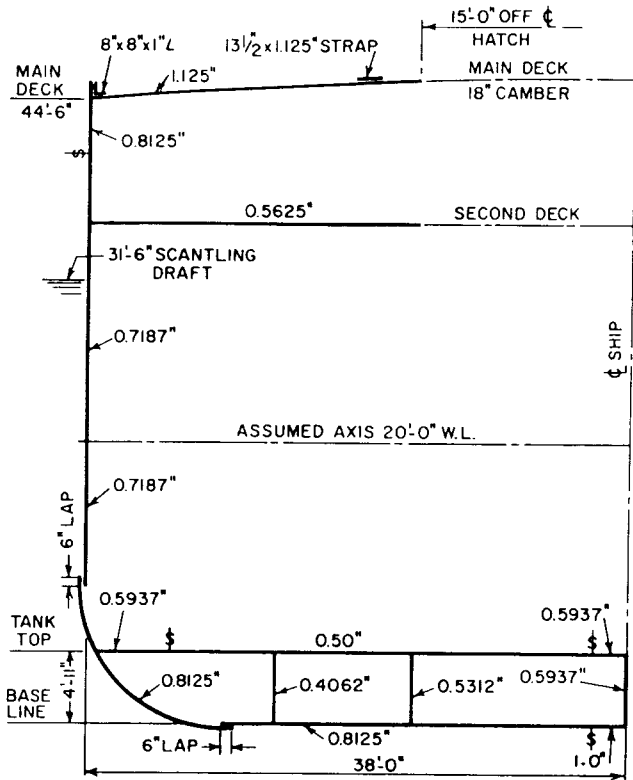 15'-0" OFF ℄
HATCH
8"x8"x1" L
13 1/2"x1.125" STRAP
MAIN
DECK
44'-6"
1.125"
MAIN DECK
18" CAMBER
0.8125"
$
0.5625"
SECOND DECK
31'-6" SCANTLING
DRAFT
0.7187"
℄ SHIP
ASSUMED AXIS 20'-0" W.L.
0.7187"
6" LAP
0.5937"
0.5937"
TANK
TOP
$
0.50"
$
4'-11"
0.8125"
0.4062"
0.5312"
0.5937"
BASE
LINE
6" LAP
0.8125"
$
1.0"
38'-0"